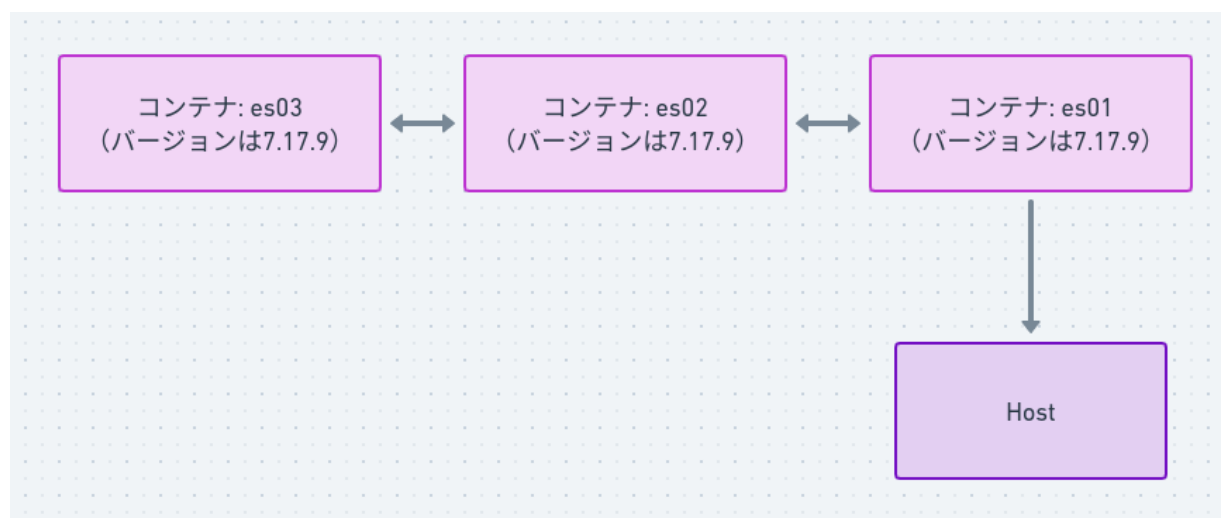 コンテナ: es03
（バージョンは7.17.9）
コンテナ: es02
（バージョンは7.17.9）
コンテナ: es01
（バージョンは7.17.9）
Host